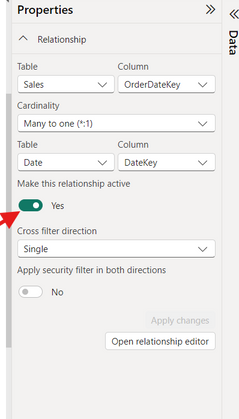 Properties
Data
Relationship
Table Column
Sales OrderDateKey
Cardinality
Many to one (*:1)
Table Column
Date DateKey
Make this relationship active
Yes
Cross filter direction
Single
Apply security filter in both directions
No
Apply changes
Open relationship editor